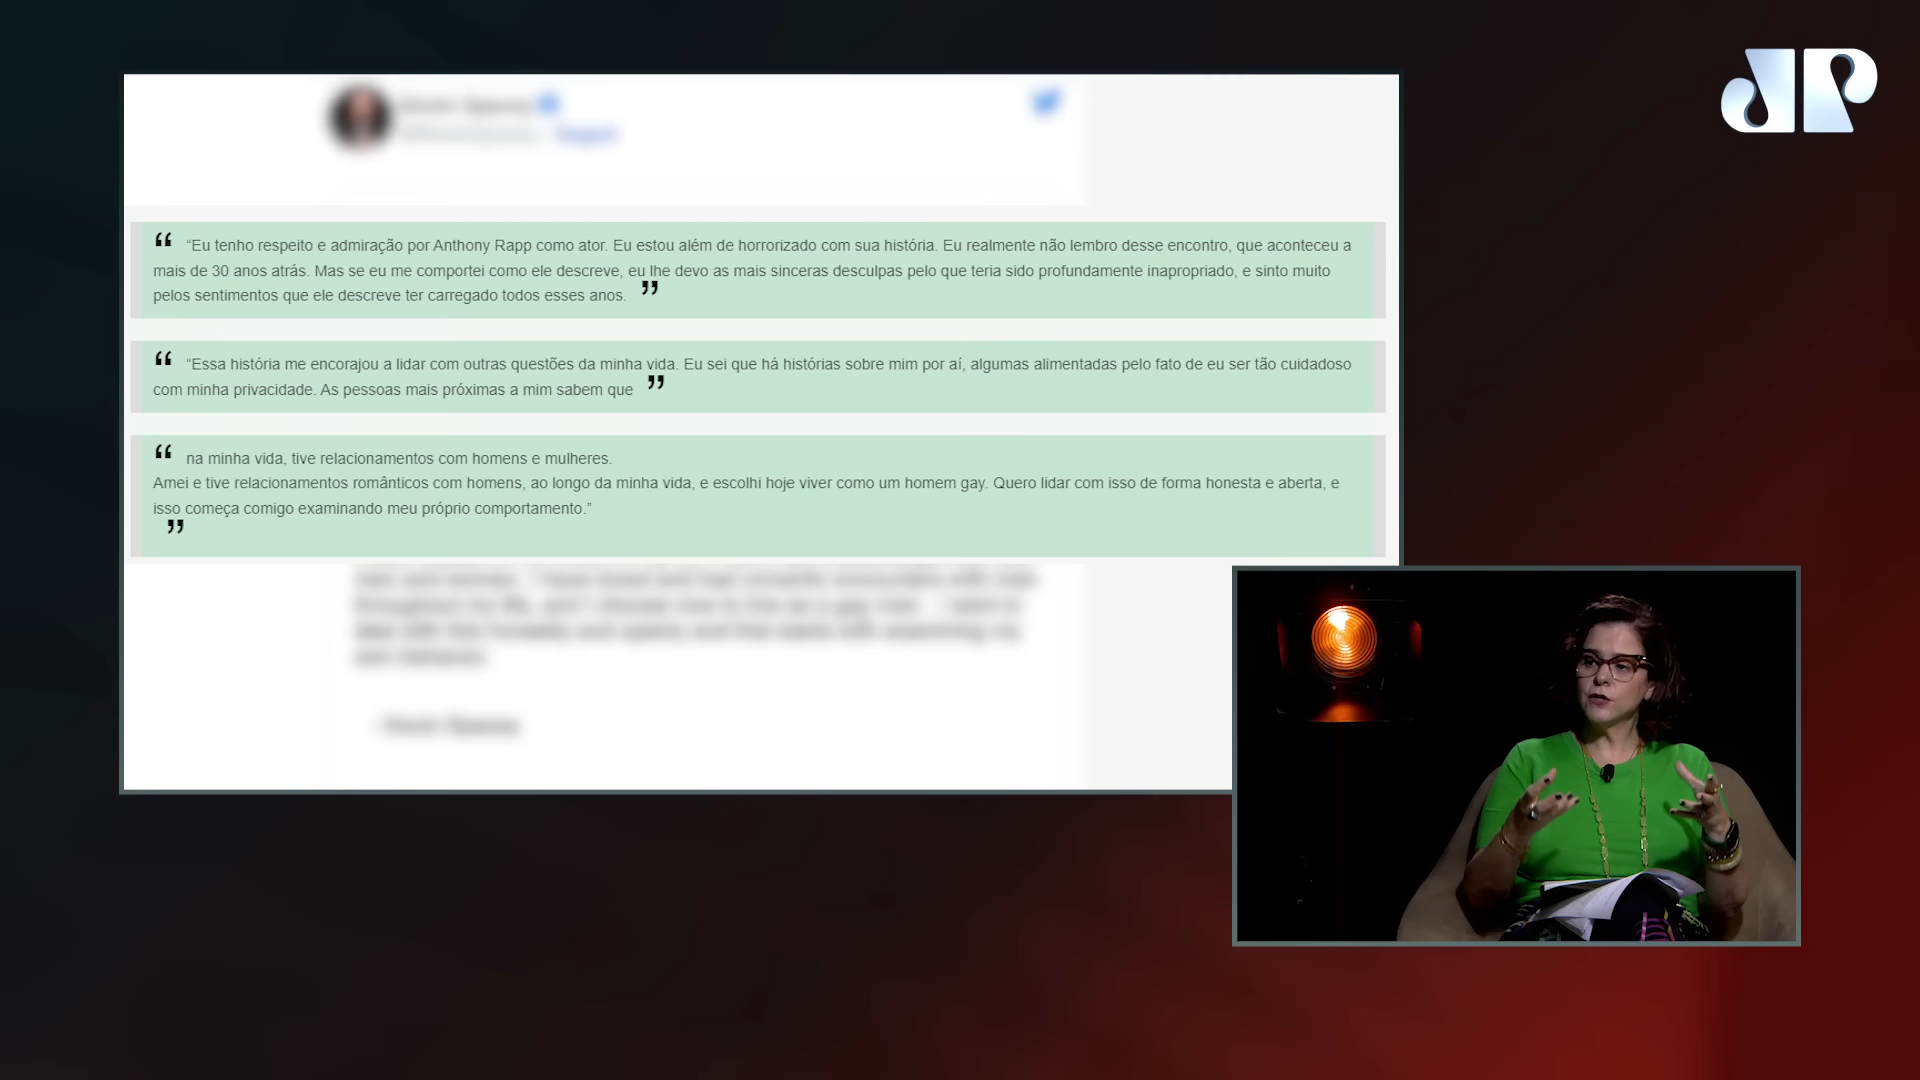 JP
“ “Eu tenho respeito e admiração por Anthony Rapp como ator. Eu estou além de horrorizado com sua história. Eu realmente não lembro desse encontro, que aconteceu a
mais de 30 anos atrás. Mas se eu me comportei como ele descreve, eu lhe devo as mais sinceras desculpas pelo que teria sido profundamente inapropriado, e sinto muito
pelos sentimentos que ele descreve ter carregado todos esses anos. ”
“ “Essa história me encorajou a lidar com outras questões da minha vida. Eu sei que há histórias sobre mim por aí, algumas alimentadas pelo fato de eu ser tão cuidadoso
com minha privacidade. As pessoas mais próximas a mim sabem que ”
“ na minha vida, tive relacionamentos com homens e mulheres.
Amei e tive relacionamentos românticos com homens, ao longo da minha vida, e escolhi hoje viver como um homem gay. Quero lidar com isso de forma honesta e aberta, e
isso começa comigo examinando meu próprio comportamento.”
”